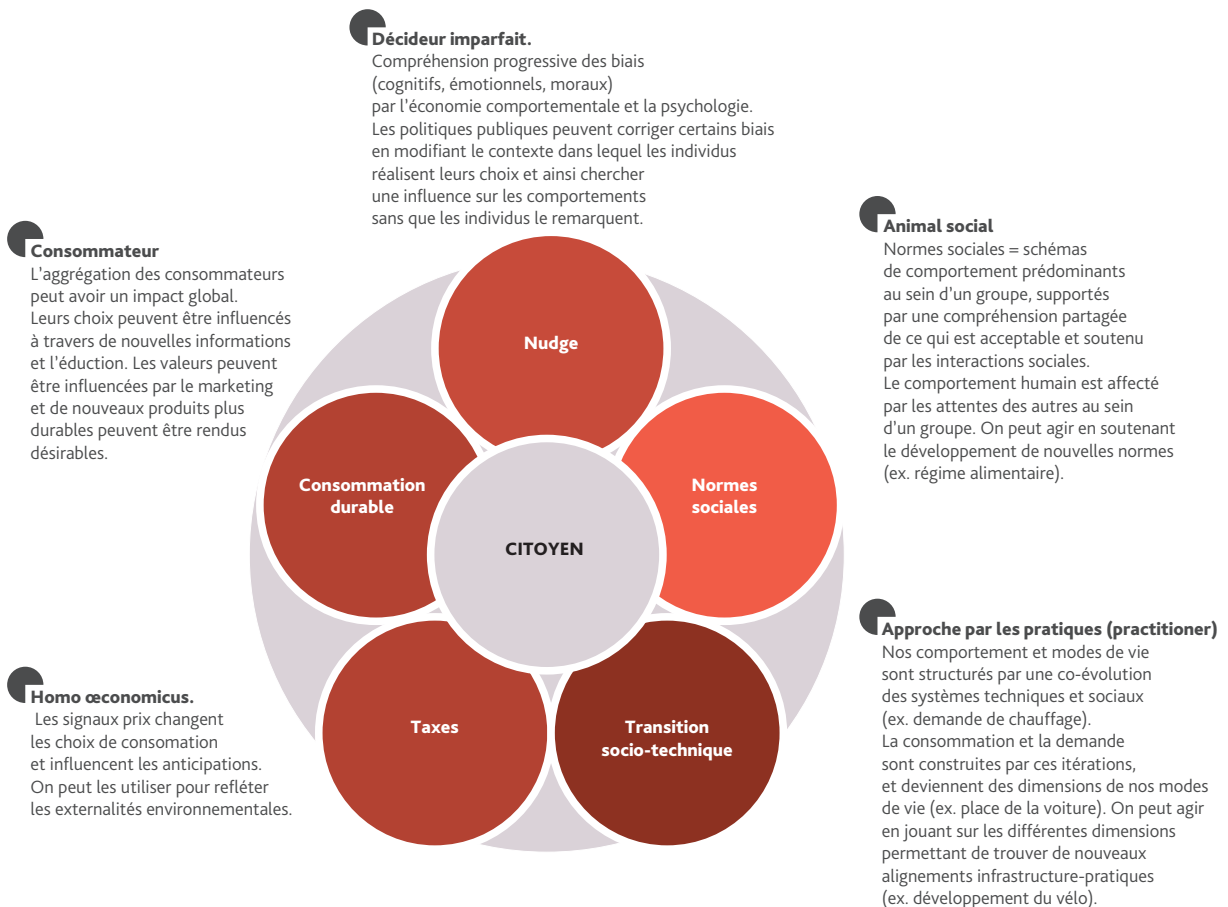 Décideur imparfait.
Compréhension progressive des biais
(cognitifs, émotionnels, moraux)
par l'économie comportementale et la psychologie.
Les politiques publiques peuvent corriger certains biais
en modifiant le contexte dans lequel les individus
réalisent leurs choix et ainsi chercher
une influence sur les comportements
sans que les individus le remarquent.
Consommateur
L'aggrégation des consommateurs
peut avoir un impact global.
Leurs choix peuvent être influencés
à travers de nouvelles informations
et l'éduction. Les valeurs peuvent
être influencées par le marketing
et de nouveaux produits plus
durables peuvent être rendus
désirables.
Animal social
Normes sociales = schémas
de comportement prédominants
au sein d'un groupe, supportés
par une compréhension partagée
de ce qui est acceptable et soutenu
par les interactions sociales.
Le comportement humain est affecté
par les attentes des autres au sein
d'un groupe. On peut agir en soutenant
le développement de nouvelles normes
(ex. régime alimentaire).
Nudge
Consommation
durable
Normes
sociales
CITOYEN
Taxes
Transition
socio-technique
Homo œconomicus.
Les signaux prix changent
les choix de consomation
et influencent les anticipations.
On peut les utiliser pour refléter
les externalités environnementales.
Approche par les pratiques (practitioner)
Nos comportement et modes de vie
sont structurés par une co-évolution
des systèmes techniques et sociaux
(ex. demande de chauffage).
La consommation et la demande
sont construites par ces itérations,
et deviennent des dimensions de nos modes
de vie (ex. place de la voiture). On peut agir
en jouant sur les différentes dimensions
permettant de trouver de nouveaux
alignements infrastructure-pratiques
(ex. développement du vélo).